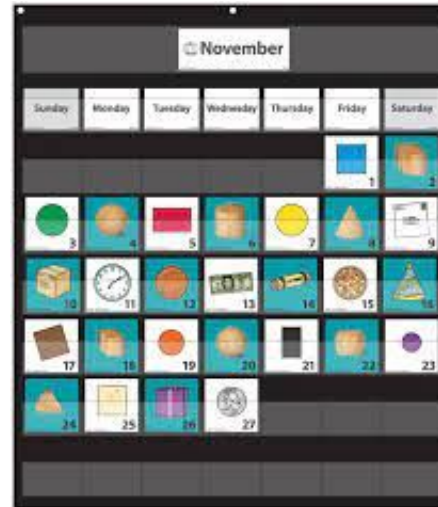 November
Sunday Monday Tuesday Wednesday Thursday Friday Saturday
1 2
3 4 5 6 7 8 9
10 11 12 13 14 15 16
17 18 19 20 21 22 23
24 25 26 27